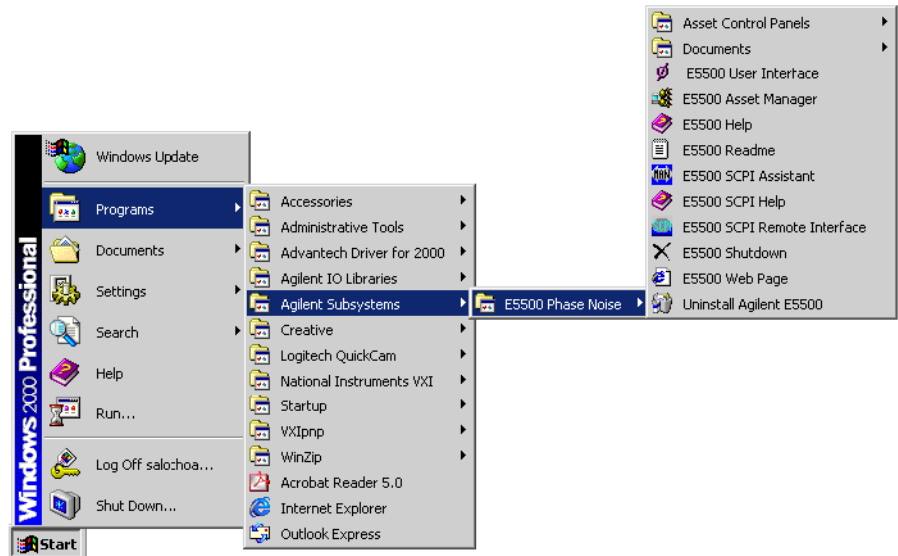 Windows 2000 Professional
Windows Update
Programs
Documents
Settings
Search
Help
Run...
Log Off salochoa...
Shut Down...
Start
Accessories
Administrative Tools
Advantech Driver for 2000
Agilent IO Libraries
Agilent Subsystems
Creative
Logitech QuickCam
National Instruments VXI
Startup
VXIpnp
WinZip
Acrobat Reader 5.0
Internet Explorer
Outlook Express
E5500 Phase Noise
Asset Control Panels
Documents
E5500 User Interface
E5500 Asset Manager
E5500 Help
E5500 Readme
E5500 SCPI Assistant
E5500 SCPI Help
E5500 SCPI Remote Interface
E5500 Shutdown
E5500 Web Page
Uninstall Agilent E5500